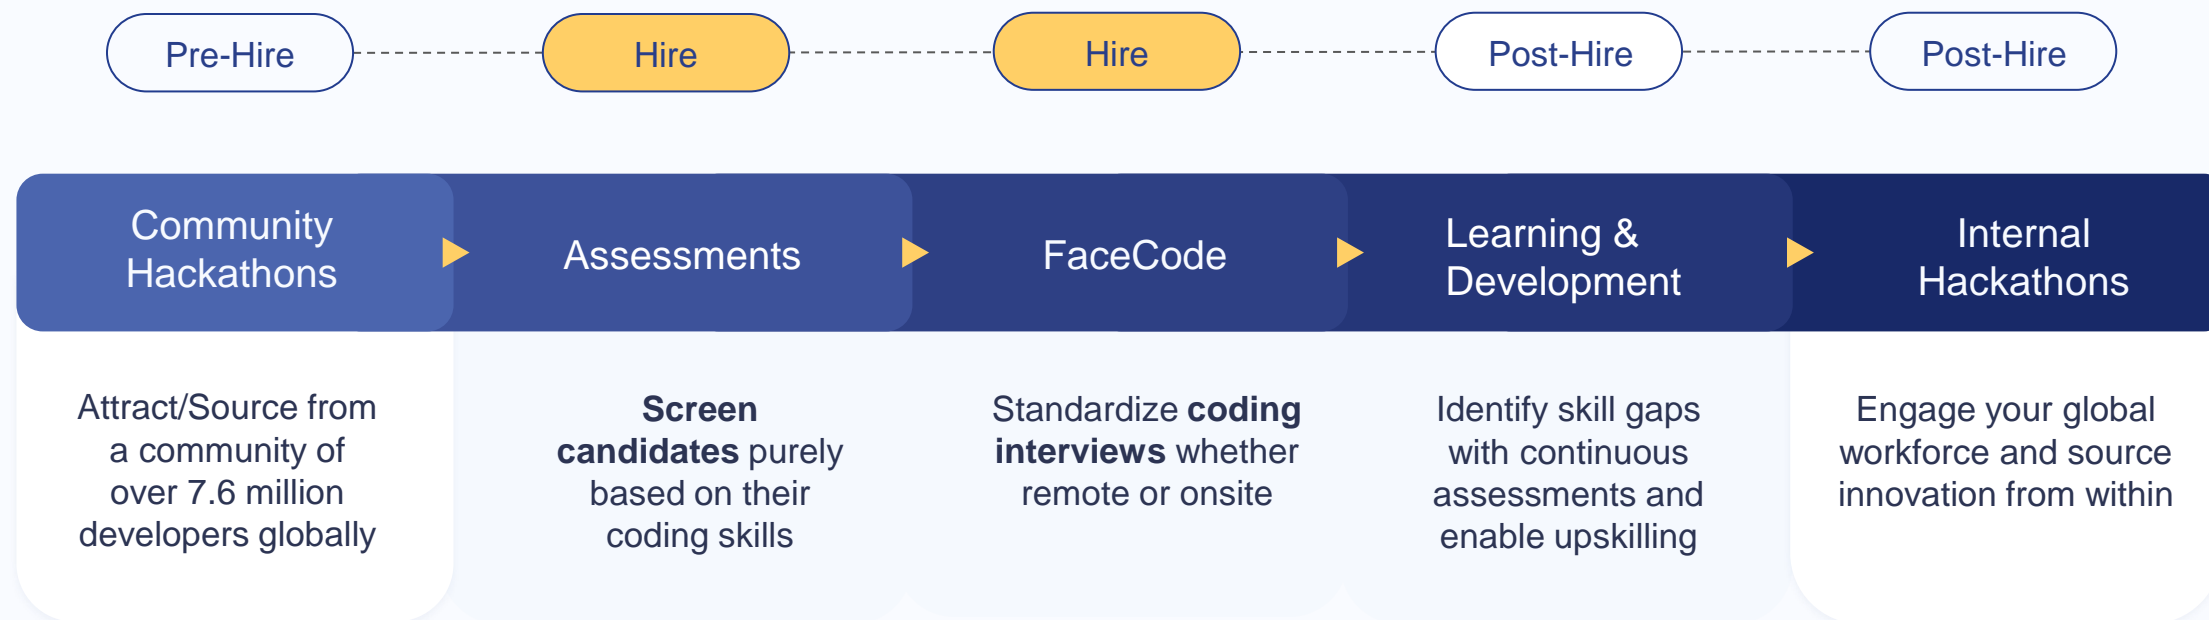 Pre-Hire
Hire
Hire
Post-Hire
Post-Hire
Community
Hackathons
Assessments
FaceCode
Learning &
Development
Internal
Hackathons
Attract/Source from
a community of
over 7.6 million
developers globally
Screen
candidates purely
based on their
coding skills
Standardize coding
interviews whether
remote or onsite
Identify skill gaps
with continuous
assessments and
enable upskilling
Engage your global
workforce and source
innovation from within